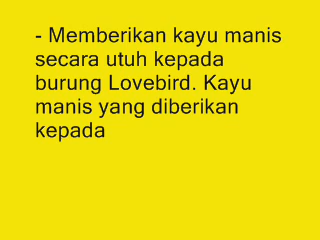 - Memberikan kayu manis
secara utuh kepada
burung Lovebird. Kayu
manis yang diberikan
kepada